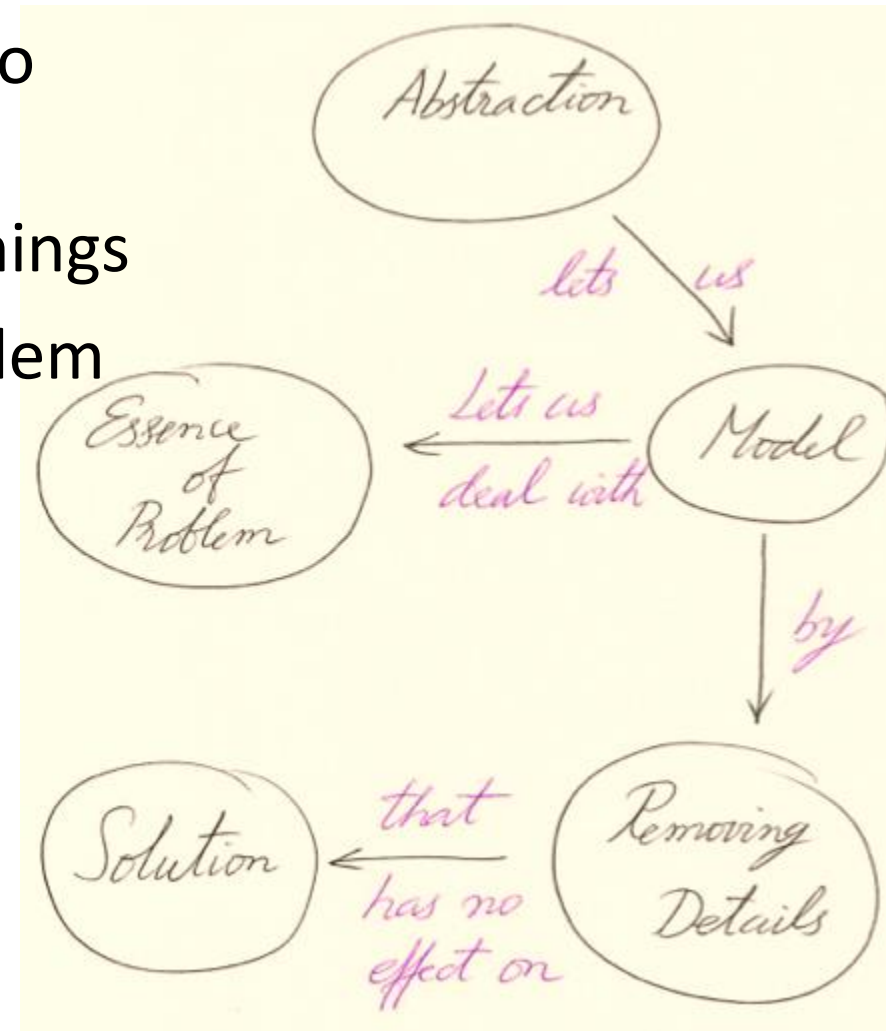 o
Abstraction
nings
lets us
lem
Lets us
Model
deal with
Essence
of
Problem
by
Removing
Details
that
has no
effect on
Solution